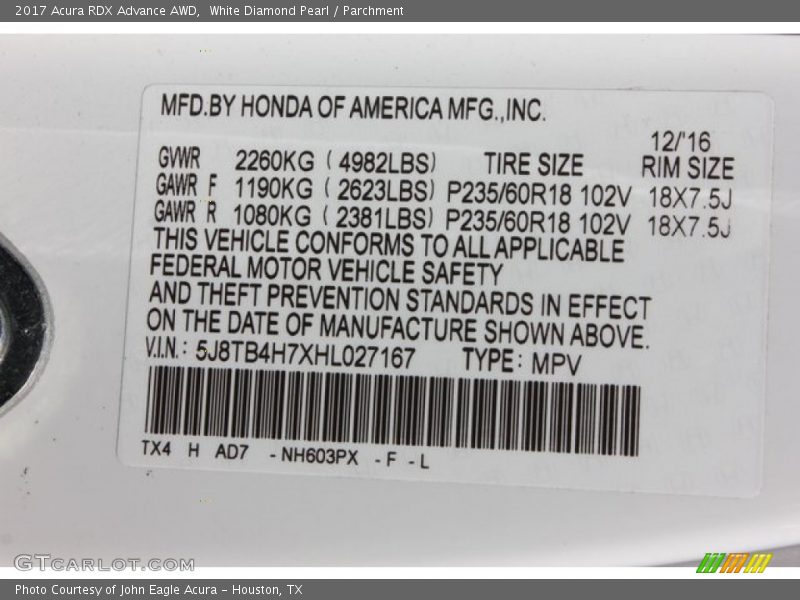 2017 Acura RDX Advance AWD,  White Diamond Pearl / Parchment
MFD.BY HONDA OF AMERICA MFG.,INC.
12/'16
GVWR 2260KG ( 4982LBS) TIRE SIZE RIM SIZE
GAWR F 1190KG ( 2623LBS) P235/60R18 102V 18X7.5J
GAWR R 1080KG ( 2381LBS) P235/60R18 102V 18X7.5J
THIS VEHICLE CONFORMS TO ALL APPLICABLE
FEDERAL MOTOR VEHICLE SAFETY
AND THEFT PREVENTION STANDARDS IN EFFECT
ON THE DATE OF MANUFACTURE SHOWN ABOVE.
V.I.N.: 5J8TB4H7XHL027167 TYPE: MPV
TX4 H AD7 -NH603PX -F -L
GTCARLOT.COM
Photo Courtesy of John Eagle Acura - Houston, TX